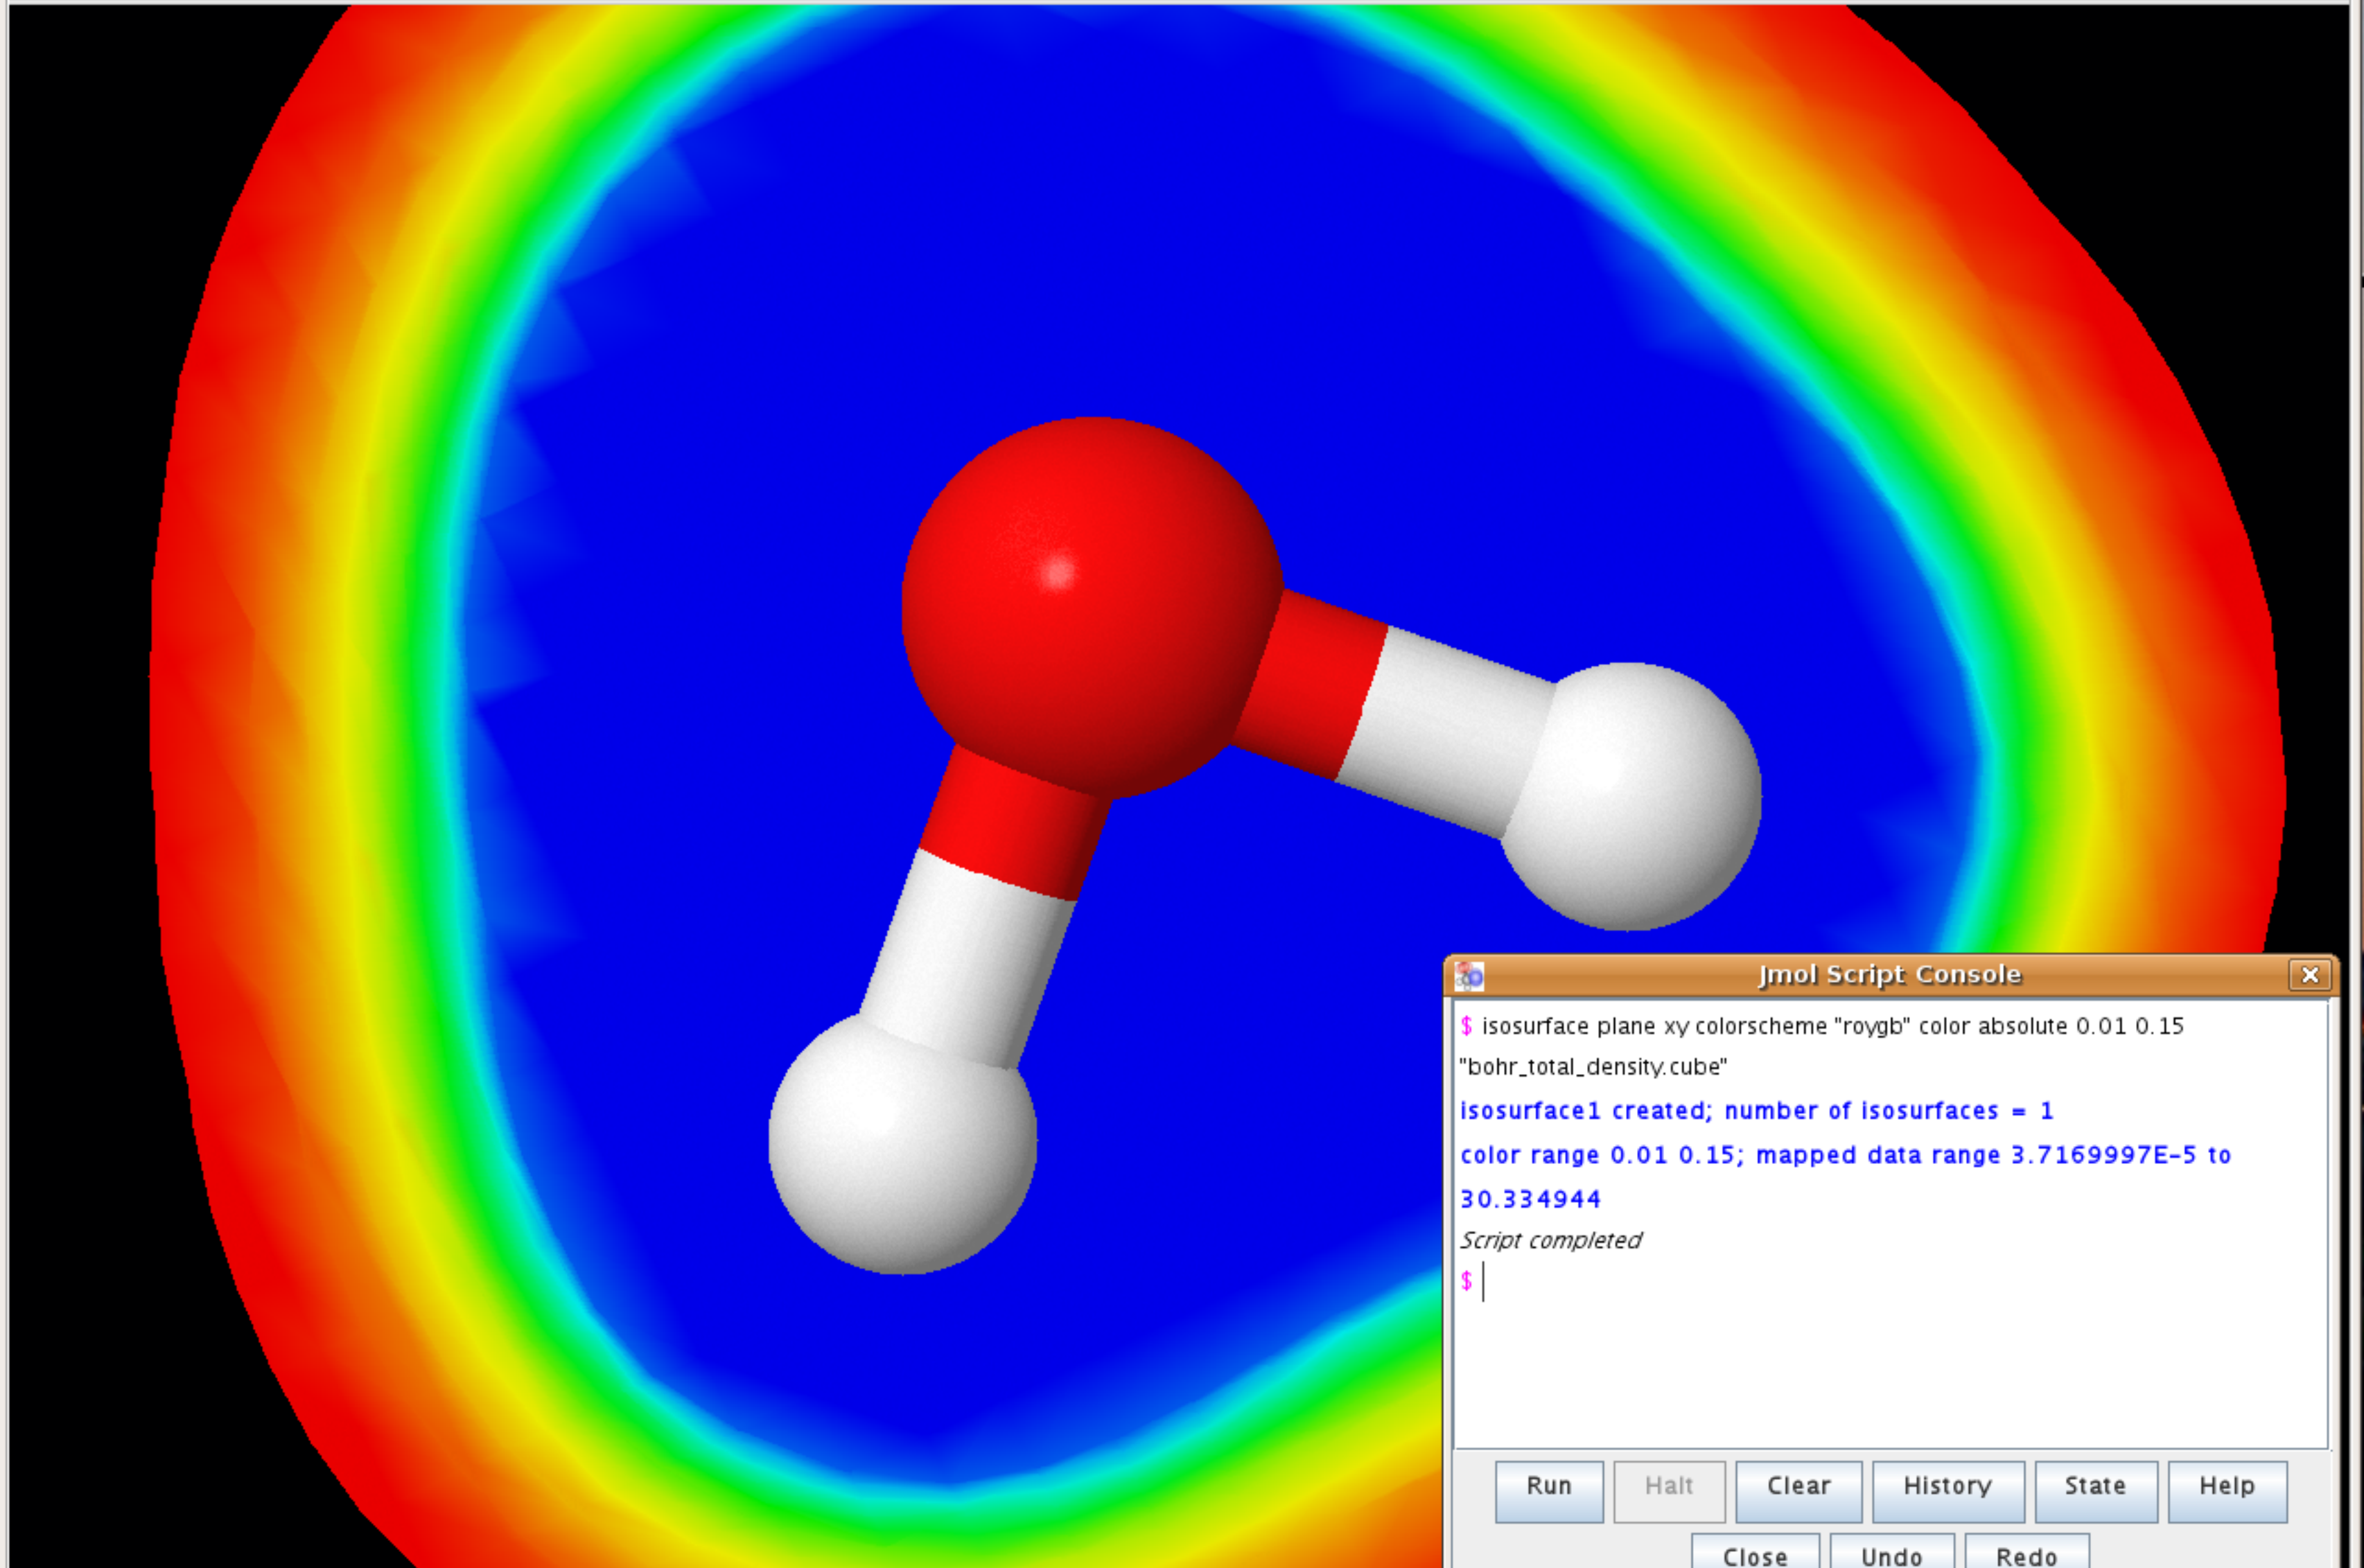 Jmol Script Console
$ isosurface plane xy colorscheme "roygb" color absolute 0.01 0.15
"bohr_total_density.cube"
isosurface1 created; number of isosurfaces = 1
color range 0.01 0.15; mapped data range 3.7169997E-5 to
30.334944
Script completed
$
Run Halt Clear History State Help
Close Undo Redo